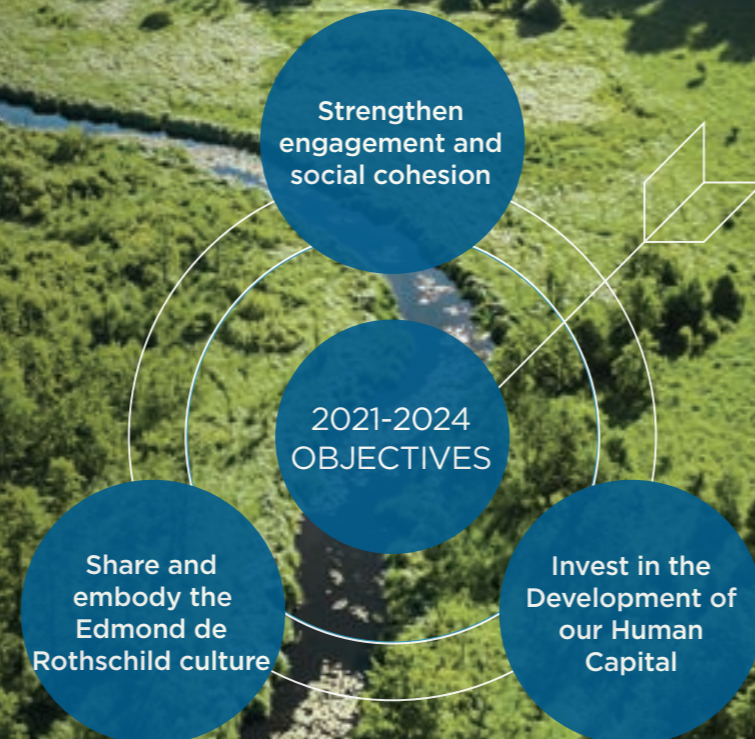 Strengthen
engagement and
social cohesion
2021-2024
OBJECTIVES
Share and
embody the
Edmond de
Rothschild culture
Invest in the
Development of
our Human
Capital